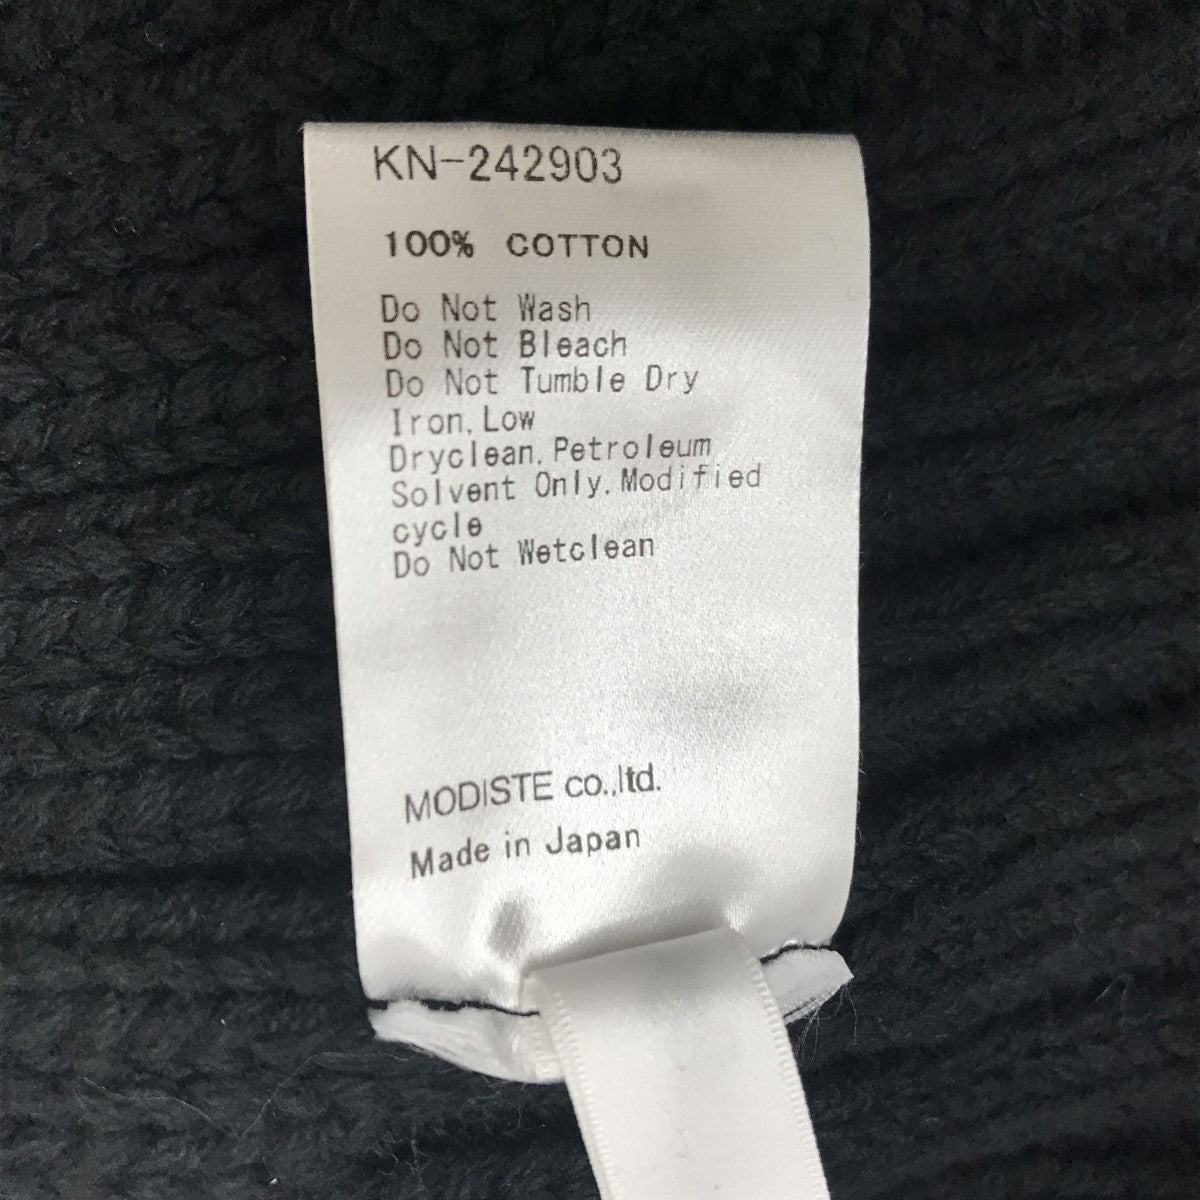 KN-242903
100% COTTON
Do Not Wash
Do Not Bleach
Do Not Tumble Dry
Iron, Low
Dryclean, Petroleum
Solvent Only, Modified
cycle
Do Not Wetclean
MODISTE co.,ltd.
Made in Japan